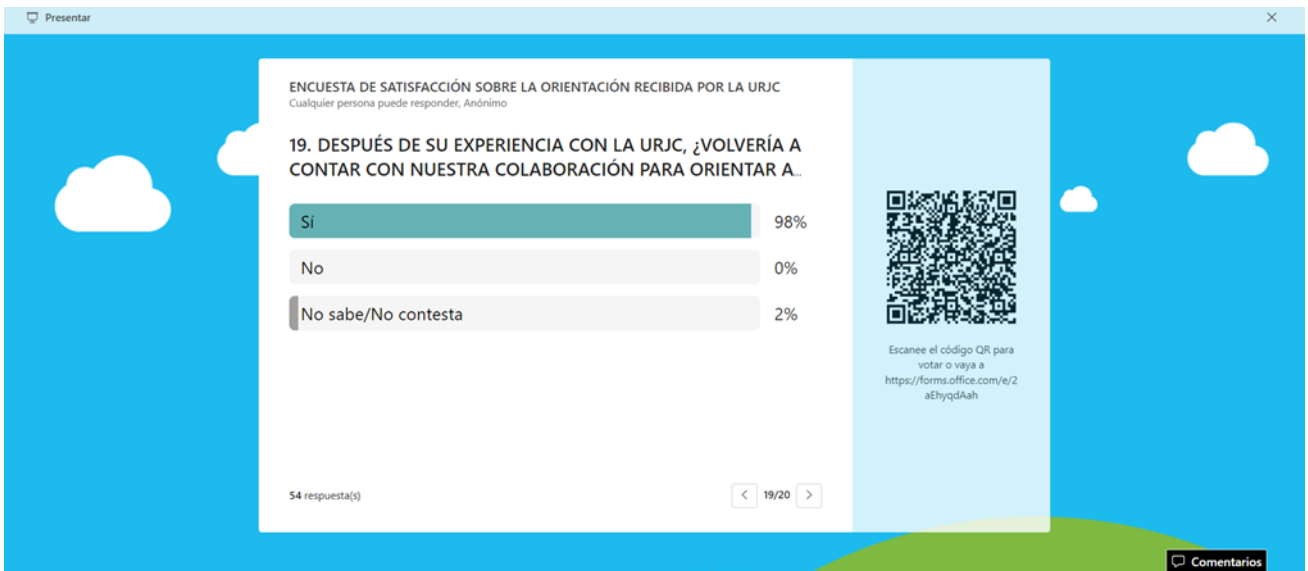 Presentar
ENCUESTA DE SATISFACCIÓN SOBRE LA ORIENTACIÓN RECIBIDA POR LA URJC
Cualquier persona puede responder, Anónimo
19. DESPUÉS DE SU EXPERIENCIA CON LA URJC, ¿VOLVERÍA A
CONTAR CON NUESTRA COLABORACIÓN PARA ORIENTAR A...
Sí 98%
No 0%
No sabe/No contesta 2%
Escanee el código QR para
votar o vaya a
https://forms.office.com/e/2
aEhyqdAah
54 respuesta(s)
19/20
Comentarios